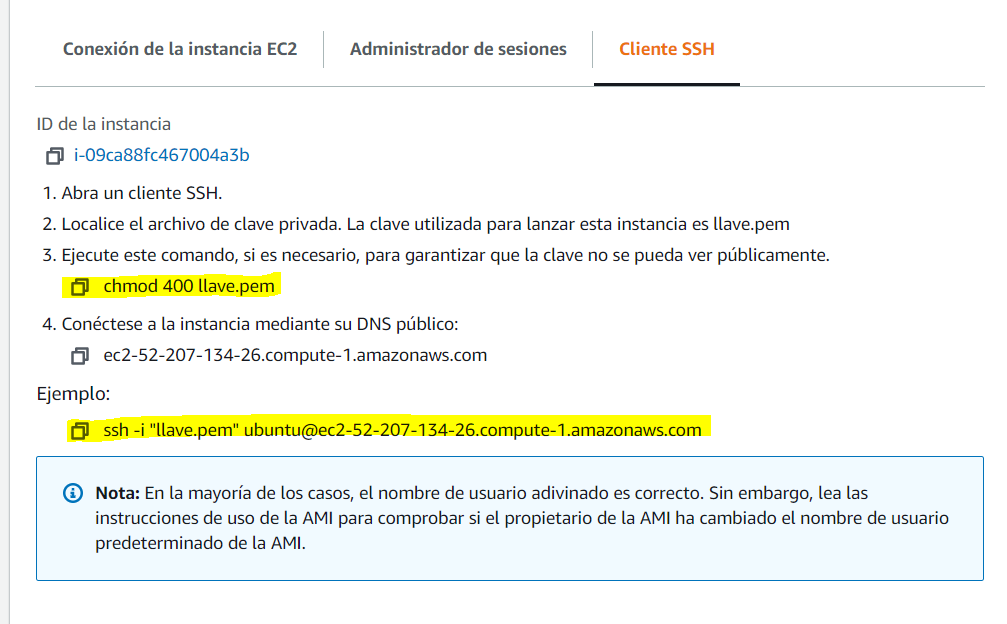 Conexión de la instancia EC2
Administrador de sesiones
Cliente SSH
ID de la instancia
i-09ca88fc467004a3b
1. Abra un cliente SSH.
2. Localice el archivo de clave privada. La clave utilizada para lanzar esta instancia es llave.pem
3. Ejecute este comando, si es necesario, para garantizar que la clave no se pueda ver públicamente.
chmod 400 llave.pem
4. Conéctese a la instancia mediante su DNS público:
ec2-52-207-134-26.compute-1.amazonaws.com
Ejemplo:
ssh -i "llave.pem" ubuntu@ec2-52-207-134-26.compute-1.amazonaws.com
Nota: En la mayoría de los casos, el nombre de usuario adivinado es correcto. Sin embargo, lea las
instrucciones de uso de la AMI para comprobar si el propietario de la AMI ha cambiado el nombre de usuario
predeterminado de la AMI.